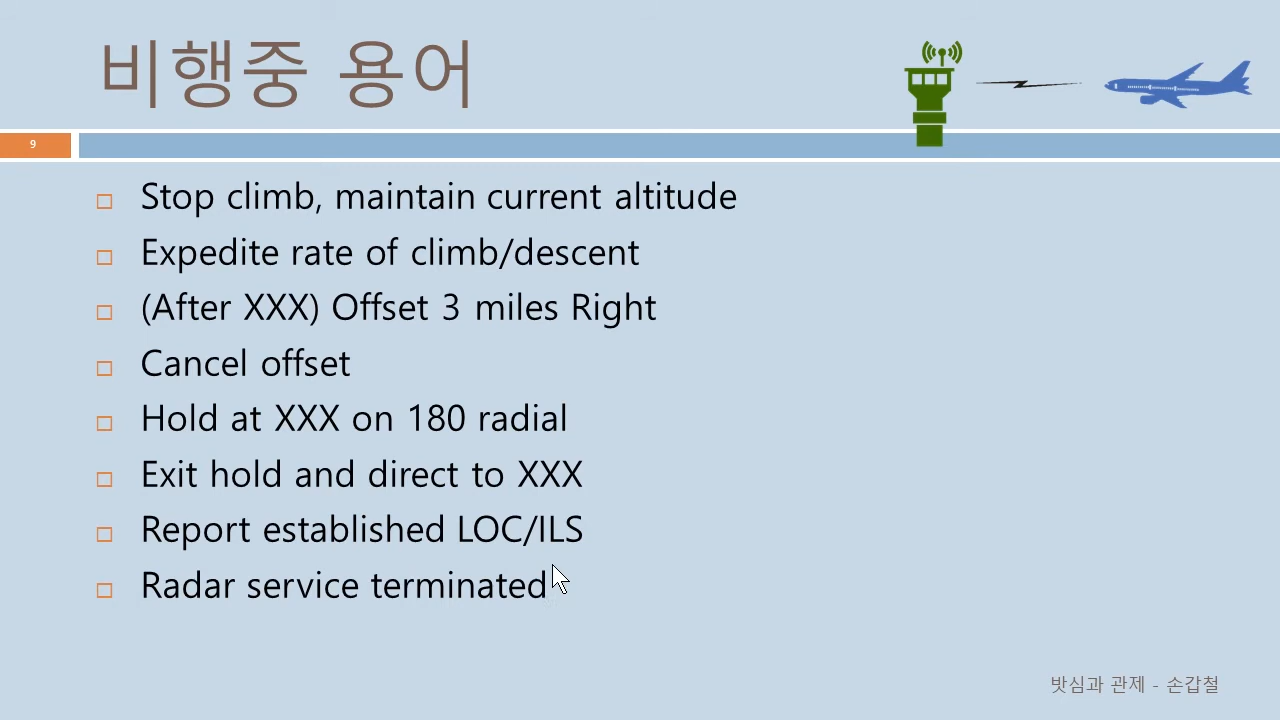 비행중 용어
9
Stop climb, maintain current altitude
Expedite rate of climb/descent
(After XXX) Offset 3 miles Right
Cancel offset
Hold at XXX on 180 radial
Exit hold and direct to XXX
Report established LOC/ILS
Radar service terminated
밧심과 관제 - 손갑철